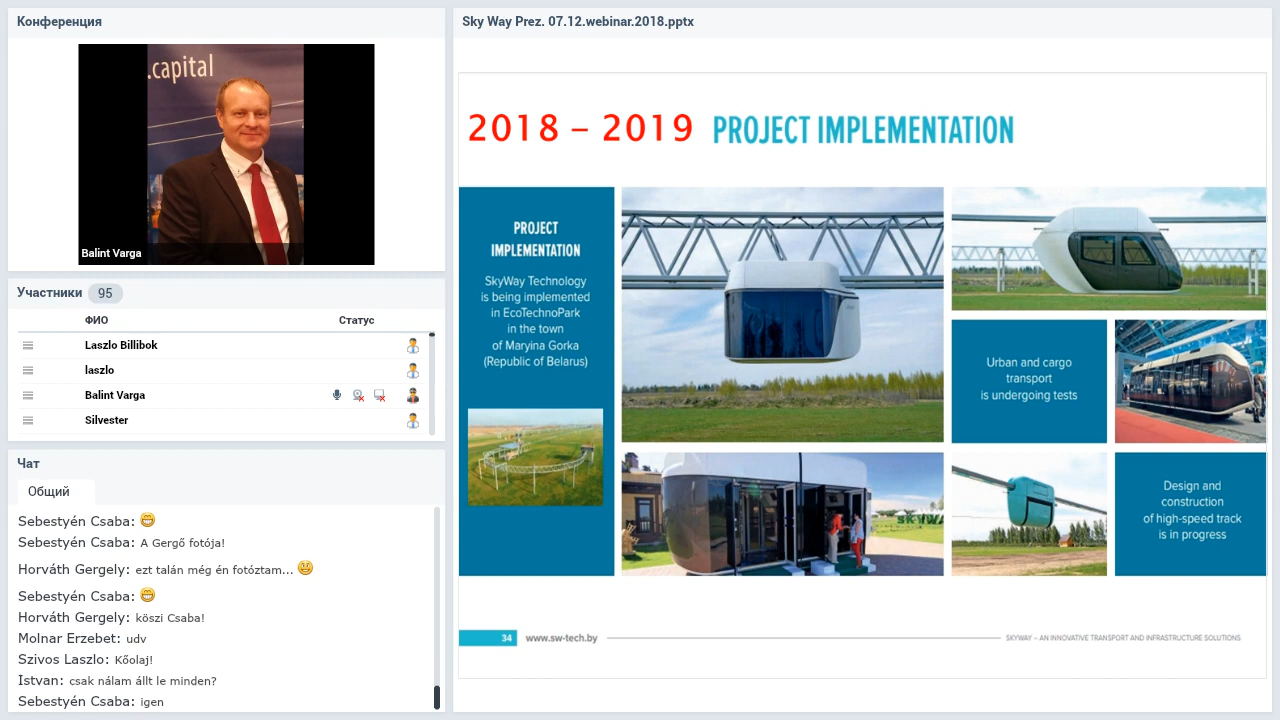 Конференция
.capital
Balint Varga
Участники 95
ФИО Статус
Laszlo Billibok
laszlo
Balint Varga
Silvester
Чат
Общий
Sebestyén Csaba:
Sebestyén Csaba: A Gergő fotója!
Horváth Gergely: ezt talán még én fotóztam...
Sebestyén Csaba:
Horváth Gergely: köszi Csaba!
Molnar Erzebet: udv
Szivos Laszlo: Kőolaj!
Istvan: csak nálam állt le minden?
Sebestyén Csaba: igen
Sky Way Prez. 07.12.webinar.2018.pptx
2018 – 2019 PROJECT IMPLEMENTATION
PROJECT
IMPLEMENTATION
SkyWay Technology
is being implemented
in EcoTechnoPark
in the town
of Maryina Gorka
(Republic of Belarus)
Urban and cargo
transport
is undergoing tests
SKYWA
Design and
construction
of high-speed track
is in progress
34 www.sw-tech.by
SKYWAY – AN INNOVATIVE TRANSPORT AND INFRASTRUCTURE SOLUTIONS